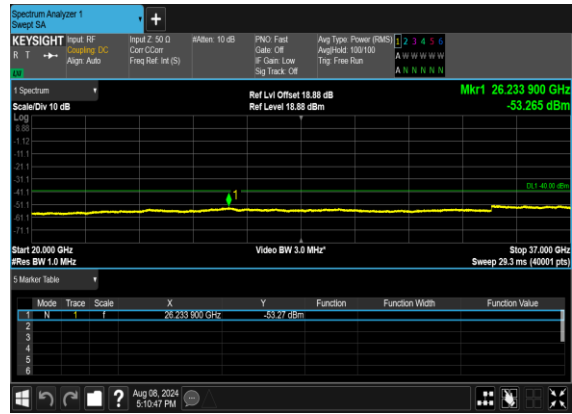 Spectrum Analyzer 1
Swept SA
+
KEYSIGHT Input: RF Input Z: 50 Ω #Atten: 10 dB PNO: Fast Avg Type: Power (RMS) 1 2 3 4 5 6
R T Coupling: DC Corr CCorr Gate: Off Avg|Hold: 100/100 A W W W W W
Align: Auto Freq Ref: Int (S) IF Gain: Low Trig: Free Run
Sig Track: Off A N N N N N
1 Spectrum Ref Lvl Offset 18.88 dB Mkr1 26.233 900 GHz
Scale/Div 10 dB Ref Level 18.88 dBm -53.265 dBm
Log
8.88
-1.12
-11.1
-21.1
-31.1
-41.1 DL1 -40.00 dBm
1
-51.1
-61.1
-71.1
Start 20.000 GHz Video BW 3.0 MHz* Stop 37.000 GHz
#Res BW 1.0 MHz Sweep 29.3 ms (40001 pts)
5 Marker Table
Mode Trace Scale X Y Function Function Width Function Value
1 N 1 f 26.233 900 GHz -53.27 dBm
2
3
4
5
6
? Aug 08, 2024
5:10:47 PM